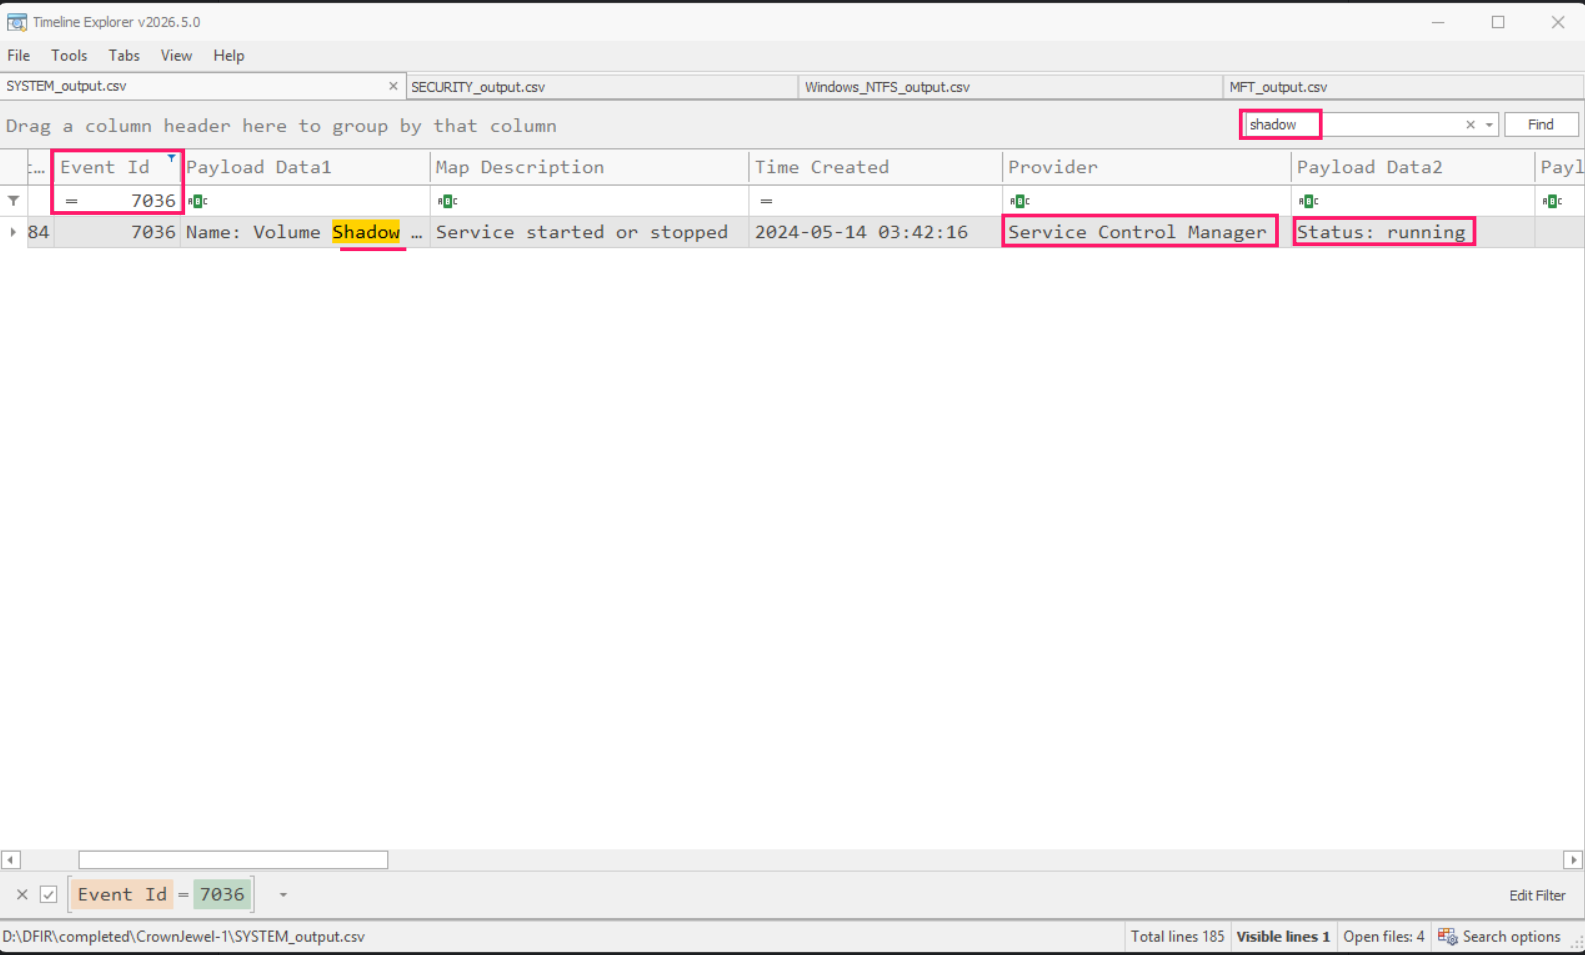 Timeline Explorer v2026.5.0
File Tools Tabs View Help
SYSTEM_output.csv SECURITY_output.csv Windows_NTFS_output.csv MFT_output.csv
Drag a column header here to group by that column shadow Find
:... Event Id Payload Data1 Map Description Time Created Provider Payload Data2 Payl
= 7036 =
84 7036 Name: Volume Shadow ... Service started or stopped 2024-05-14 03:42:16 Service Control Manager Status: running
Event Id = 7036 Edit Filter
D:\DFIR\completed\CrownJewel-1\SYSTEM_output.csv Total lines 185 Visible lines 1 Open files: 4 Search options